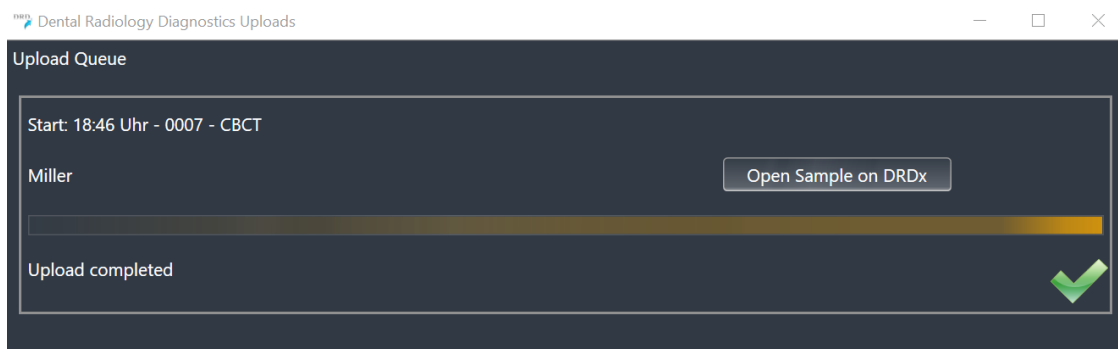 Dental Radiology Diagnostics Uploads
Upload Queue
Start: 18:46 Uhr - 0007 - CBCT
Miller
Open Sample on DRDx
Upload completed